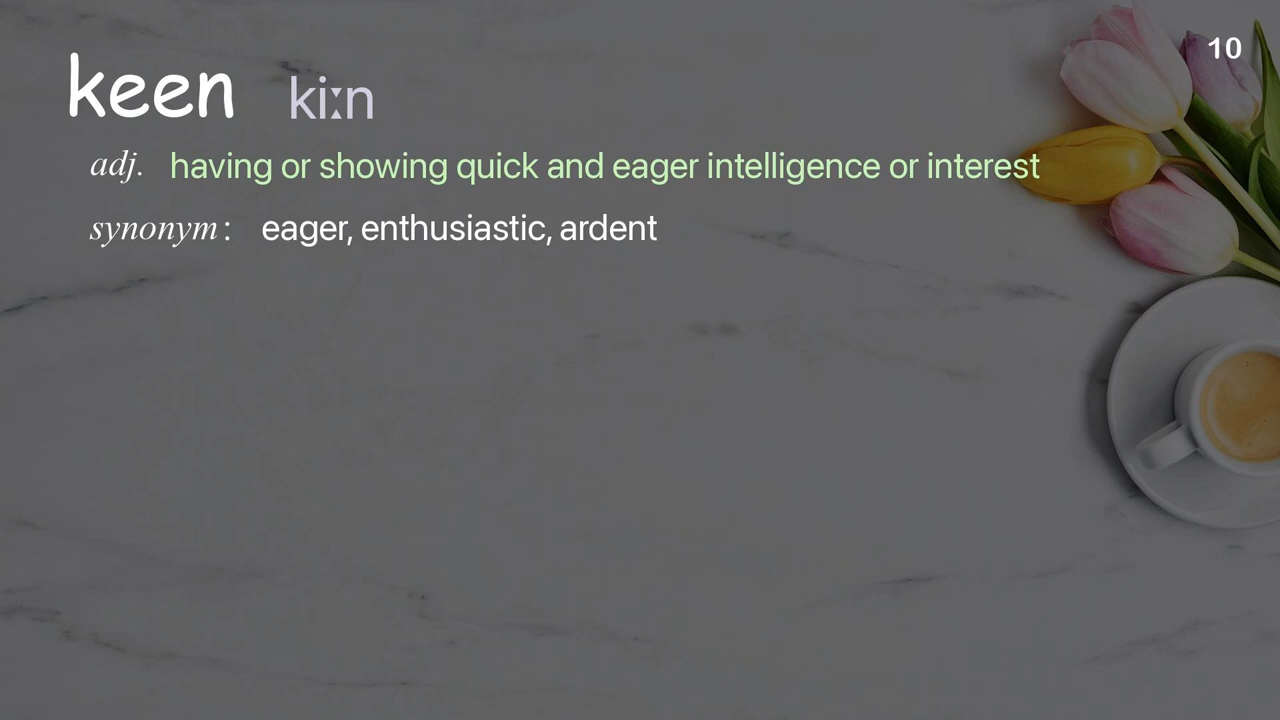 10
keen kiːn
adj. having or showing quick and eager intelligence or interest
synonym : eager, enthusiastic, ardent